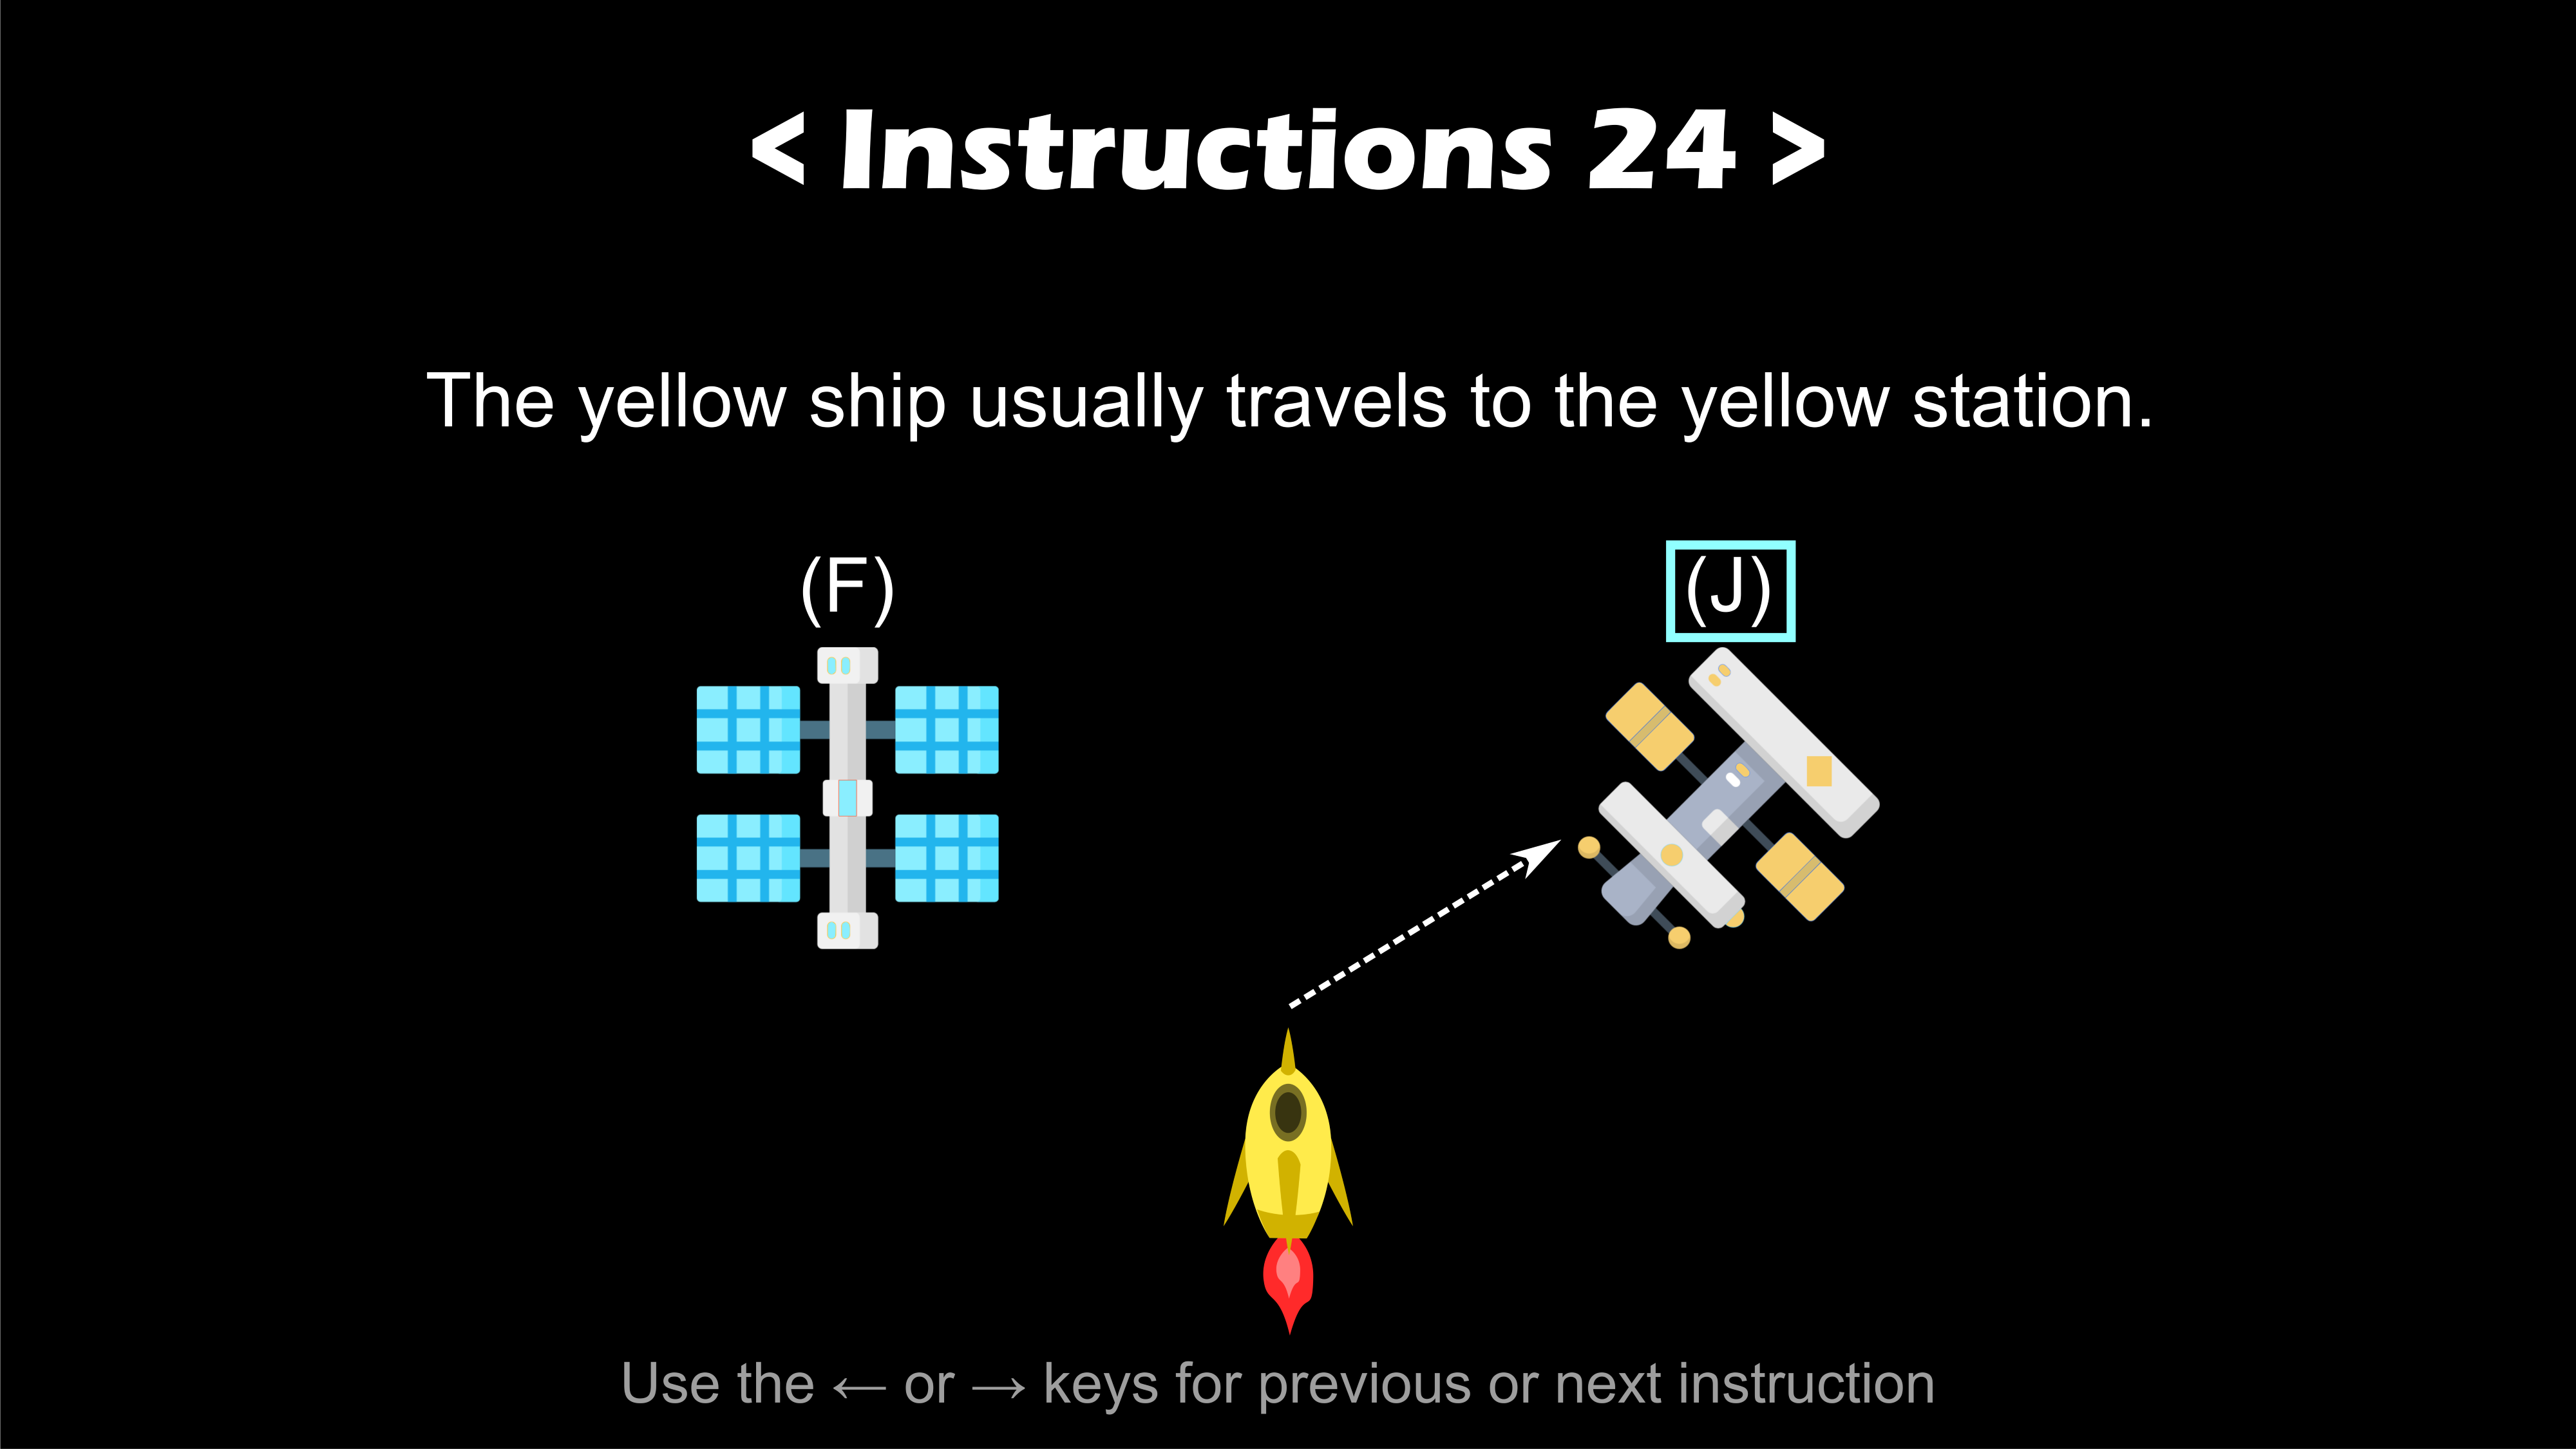 < Instructions 24 >
The yellow ship usually travels to the yellow station.
(F) (J)
Use the ← or → keys for previous or next instruction